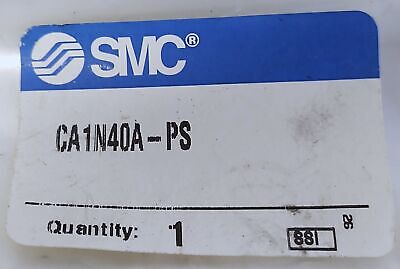 SMC®
CA1N40A-PS
Quantity: 1
SSI